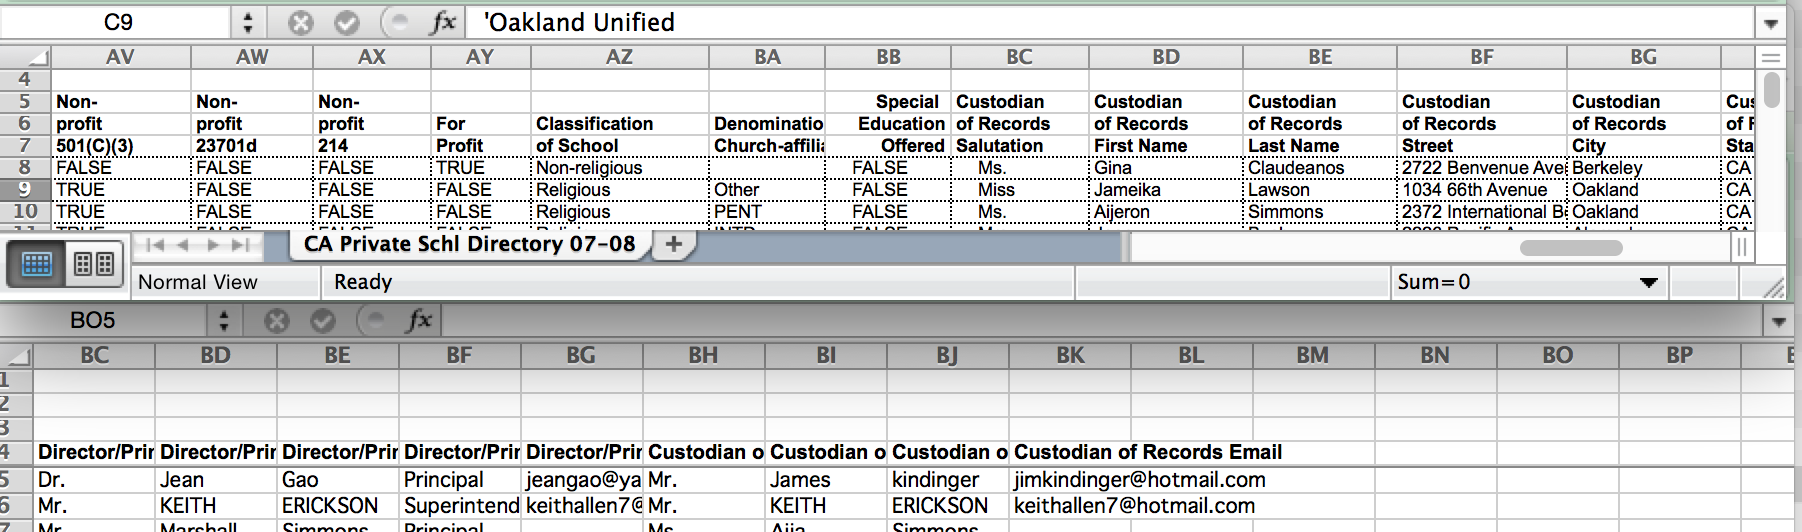 C9 fx 'Oakland Unified
AV AW AX AY AZ BA BB BC BD BE BF BG
4
5 Non- Non- Non- Special Custodian Custodian Custodian Custodian Custodian Cus
6 profit profit profit For Classification Denominatio Education of Records of Records of Records of Records of Records of R
7 501(C)(3) 23701d 214 Profit of School Church-affilia Offered Salutation First Name Last Name Street City Sta
8 FALSE FALSE FALSE TRUE Non-religious FALSE Ms. Gina Claudeanos 2722 Benvenue Ave Berkeley CA
9 TRUE FALSE FALSE FALSE Religious Other FALSE Miss Jameika Lawson 1034 66th Avenue Oakland CA
10 TRUE FALSE FALSE FALSE Religious PENT FALSE Ms. Aijeron Simmons 2372 International B Oakland CA
CA Private Schl Directory 07-08 +
Normal View Ready Sum=0
BO5 fx
BC BD BE BF BG BH BI BJ BK BL BM BN BO BP
1
2
3
4 Director/Prin Director/Prin Director/Prin Director/Prin Director/Prin Custodian o Custodian o Custodian o Custodian of Records Email
5 Dr. Jean Gao Principal jeangao@ya Mr. James kindinger jimkindinger@hotmail.com
6 Mr. KEITH ERICKSON Superintend keithallen7@ Mr. KEITH ERICKSON keithallen7@hotmail.com
7 Mr. Marshall Simmons Principal Ms. Aija Simmons